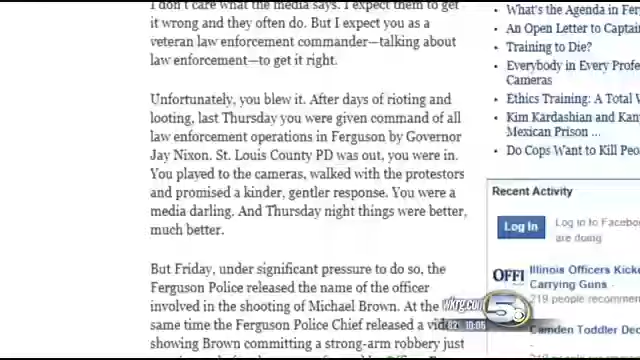 I don't care what the media says. I expect them to get
it wrong and they often do. But I expect you as a
veteran law enforcement commander—talking about
law enforcement—to get it right.
Unfortunately, you blew it. After days of rioting and
looting, last Thursday you were given command of all
law enforcement operations in Ferguson by Governor
Jay Nixon. St. Louis County PD was out, you were in.
You played to the cameras, walked with the protestors
and promised a kinder, gentler response. You were a
media darling. And Thursday night things were better,
much better.
But Friday, under significant pressure to do so, the
Ferguson Police released the name of the officer
involved in the shooting of Michael Brown. At the
same time the Ferguson Police Chief released a
showing Brown committing a strong-arm robbery just
What's the Agenda in
An Open Letter to
Training to Die?
Everybody in Every
Cameras
Ethics Training: A Total
Kim Kardashian and
Mexican Prison ...
Do Cops Want to Kill
Recent Activity
Log In
Log in to
are doing
OFFI
Illinois Officers
Carrying Guns -
219 people
Camden Toddler
wkrg.com 5
82° 10:05